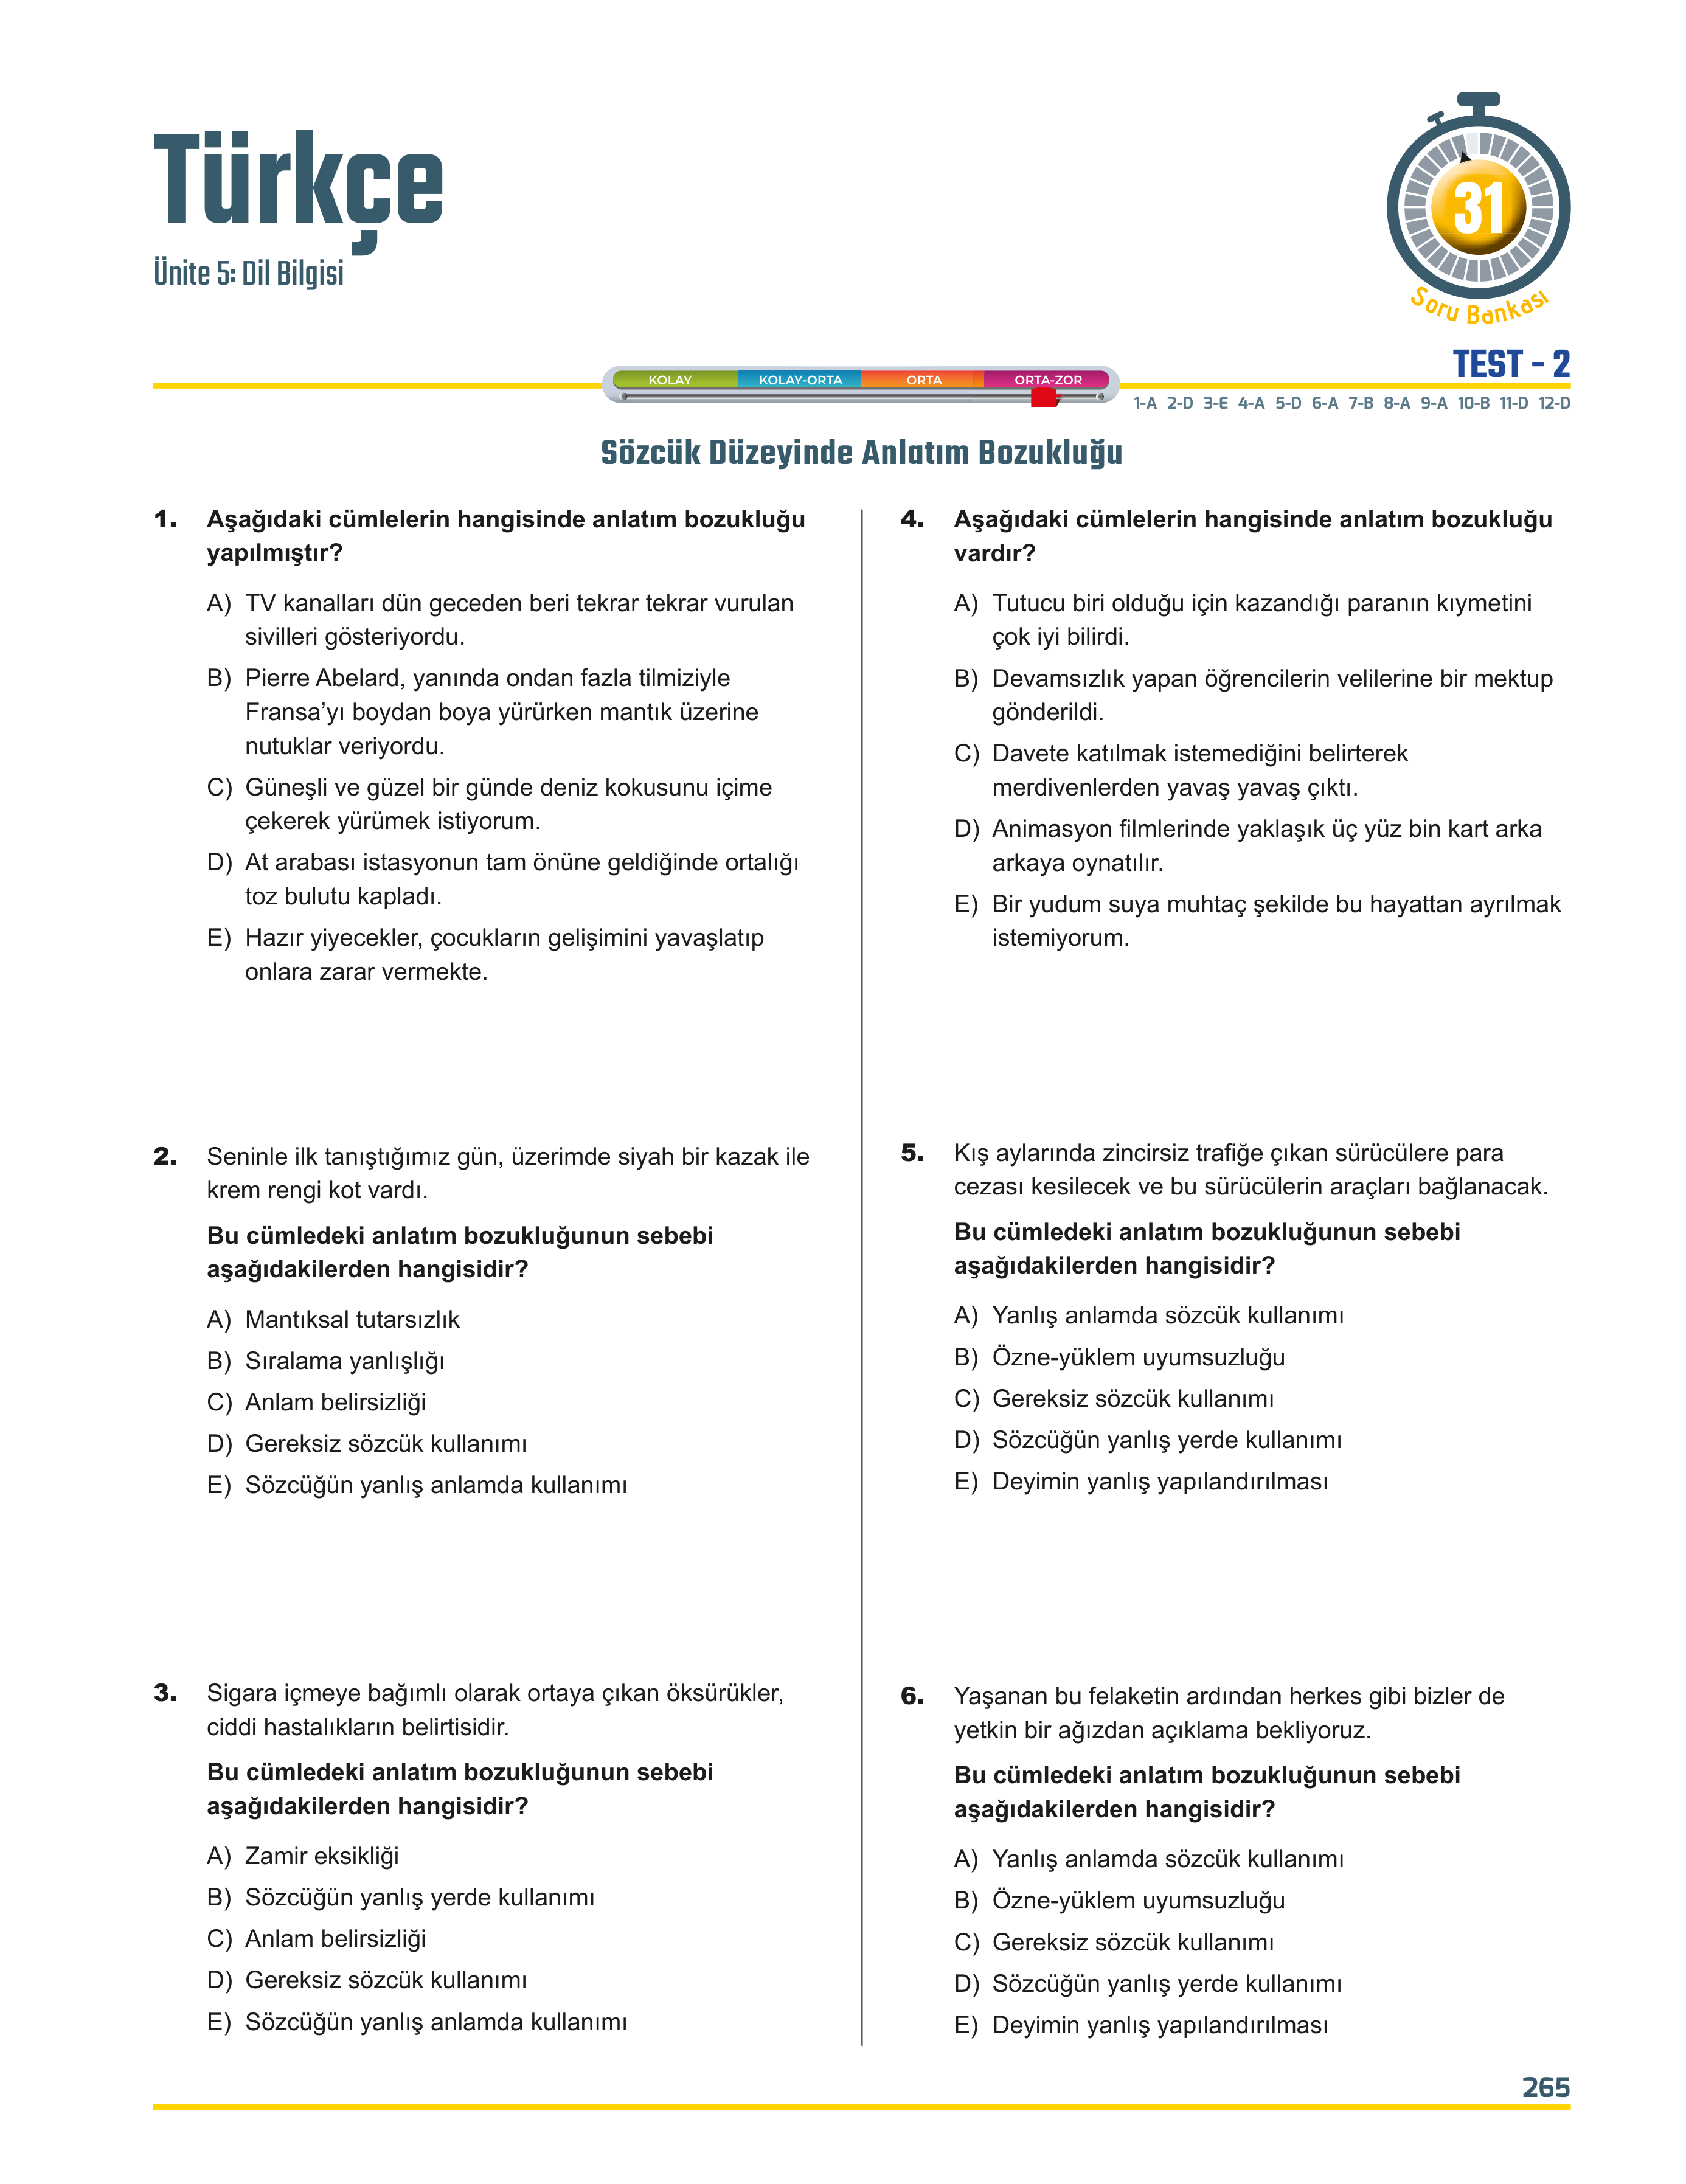 Türkçe
Ünite 5: Dil Bilgisi
31
Soru Bankası
TEST - 2
KOLAY KOLAY-ORTA ORTA ORTA-ZOR
1-A 2-D 3-E 4-A 5-D 6-A 7-B 8-A 9-A 10-B 11-D 12-D
Sözcük Düzeyinde Anlatım Bozukluğu
1. Aşağıdaki cümlelerin hangisinde anlatım bozukluğu
yapılmıştır?
A) TV kanalları dün geceden beri tekrar tekrar vurulan
sivilleri gösteriyordu.
B) Pierre Abelard, yanında ondan fazla tilmiziyle
Fransa’yı boydan boya yürürken mantık üzerine
nutuklar veriyordu.
C) Güneşli ve güzel bir günde deniz kokusunu içime
çekerek yürümek istiyorum.
D) At arabası istasyonun tam önüne geldiğinde ortalığı
toz bulutu kapladı.
E) Hazır yiyecekler, çocukların gelişimini yavaşlatıp
onlara zarar vermekte.
2. Seninle ilk tanıştığımız gün, üzerimde siyah bir kazak ile
krem rengi kot vardı.
Bu cümledeki anlatım bozukluğunun sebebi
aşağıdakilerden hangisidir?
A) Mantıksal tutarsızlık
B) Sıralama yanlışlığı
C) Anlam belirsizliği
D) Gereksiz sözcük kullanımı
E) Sözcüğün yanlış anlamda kullanımı
3. Sigara içmeye bağımlı olarak ortaya çıkan öksürükler,
ciddi hastalıkların belirtisidir.
Bu cümledeki anlatım bozukluğunun sebebi
aşağıdakilerden hangisidir?
A) Zamir eksikliği
B) Sözcüğün yanlış yerde kullanımı
C) Anlam belirsizliği
D) Gereksiz sözcük kullanımı
E) Sözcüğün yanlış anlamda kullanımı
4. Aşağıdaki cümlelerin hangisinde anlatım bozukluğu
vardır?
A) Tutucu biri olduğu için kazandığı paranın kıymetini
çok iyi bilirdi.
B) Devamsızlık yapan öğrencilerin velilerine bir mektup
gönderildi.
C) Davete katılmak istemediğini belirterek
merdivenlerden yavaş yavaş çıktı.
D) Animasyon filmlerinde yaklaşık üç yüz bin kart arka
arkaya oynatılır.
E) Bir yudum suya muhtaç şekilde bu hayattan ayrılmak
istemiyorum.
5. Kış aylarında zincirsiz trafiğe çıkan sürücülere para
cezası kesilecek ve bu sürücülerin araçları bağlanacak.
Bu cümledeki anlatım bozukluğunun sebebi
aşağıdakilerden hangisidir?
A) Yanlış anlamda sözcük kullanımı
B) Özne-yüklem uyumsuzluğu
C) Gereksiz sözcük kullanımı
D) Sözcüğün yanlış yerde kullanımı
E) Deyimin yanlış yapılandırılması
6. Yaşanan bu felaketin ardından herkes gibi bizler de
yetkin bir ağızdan açıklama bekliyoruz.
Bu cümledeki anlatım bozukluğunun sebebi
aşağıdakilerden hangisidir?
A) Yanlış anlamda sözcük kullanımı
B) Özne-yüklem uyumsuzluğu
C) Gereksiz sözcük kullanımı
D) Sözcüğün yanlış yerde kullanımı
E) Deyimin yanlış yapılandırılması
265